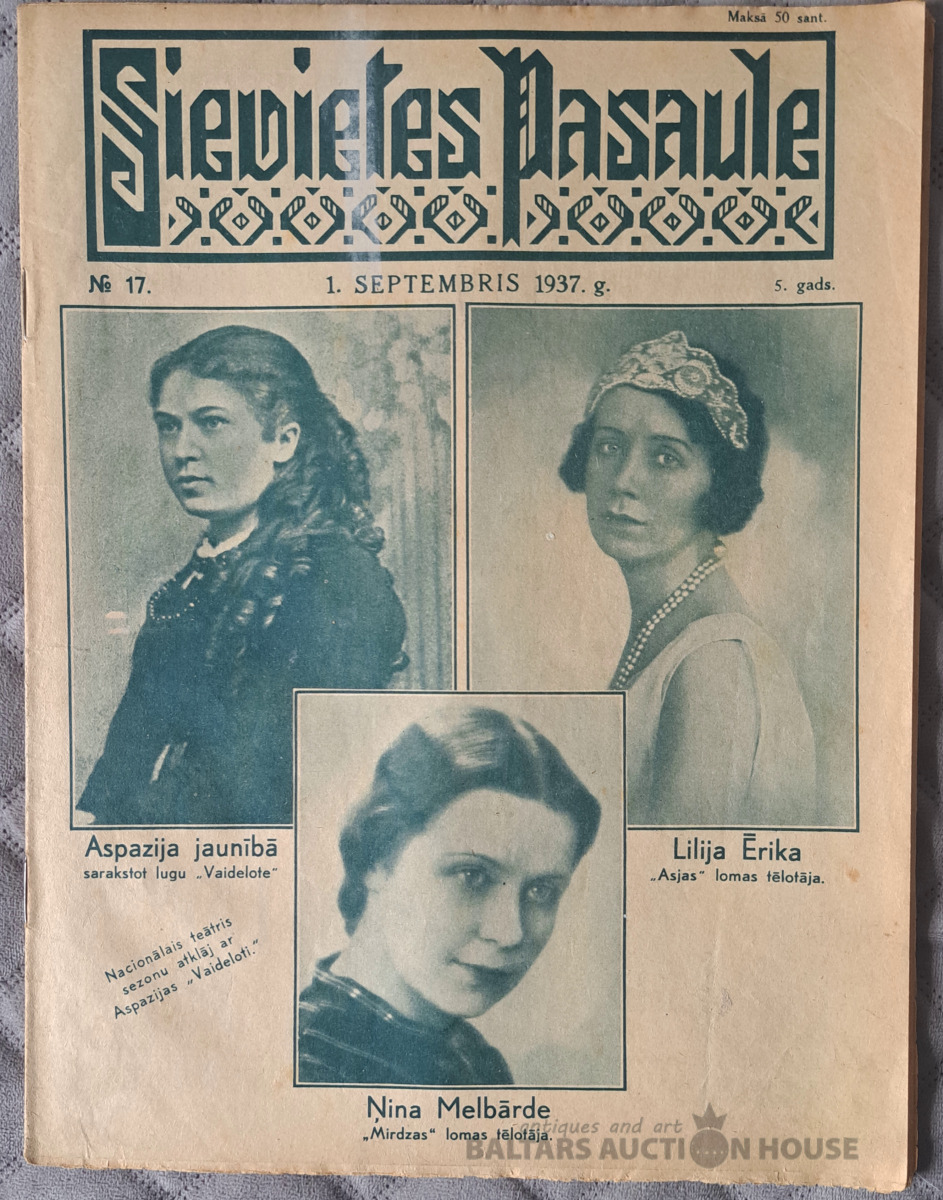 Maksā 50 sant.
Sievietes Pasaule
№ 17.
1. SEPTEMBRIS 1937. g.
5. gads.
Aspazija jaunībā
sarakstot lugu „Vaidelote“
Lilija Ērika
„Asjas“ lomas tēlotāja.
Nacionālais teātris
sezonu atklāj ar
Aspazijas „Vaideloti.“
Ņina Melbārde
„Mirdzas“ lomas tēlotāja.
antiques and art
BALTARS AUCTION HOUSE